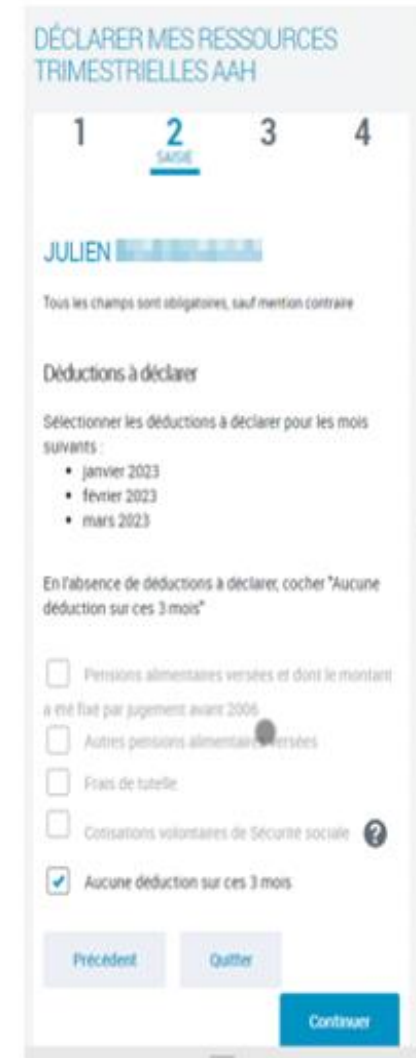 DÉCLARER MES RESSOURCES
TRIMESTRIELLES AAH
1 2 3 4
SAISIE
JULIEN
Tous les champs sont obligatoires, sauf mention contraire
Déductions à déclarer
Sélectionner les déductions à déclarer pour les mois
suivants :
• janvier 2023
• février 2023
• mars 2023
En l'absence de déductions à déclarer, cocher "Aucune
déduction sur ces 3 mois"
Pensions alimentaires versées et dont le montant
a été fixé par jugement avant 2006
Autres pensions alimentaires versées
Frais de tutelle
Cotisations volontaires de Sécurité sociale ?
Aucune déduction sur ces 3 mois
Précédent Quitter
Continuer